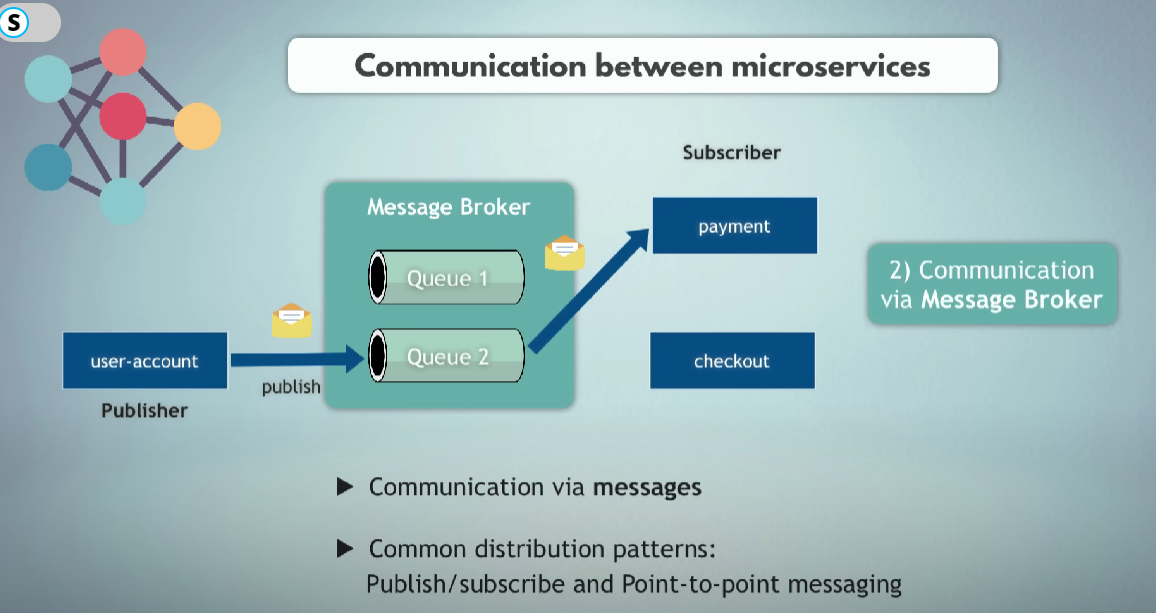 S
Communication between microservices
Subscriber
Message Broker
payment
Queue 1
2) Communication
via Message Broker
user-account
Queue 2
checkout
publish
Publisher
▶ Communication via messages
▶ Common distribution patterns:
Publish/subscribe and Point-to-point messaging